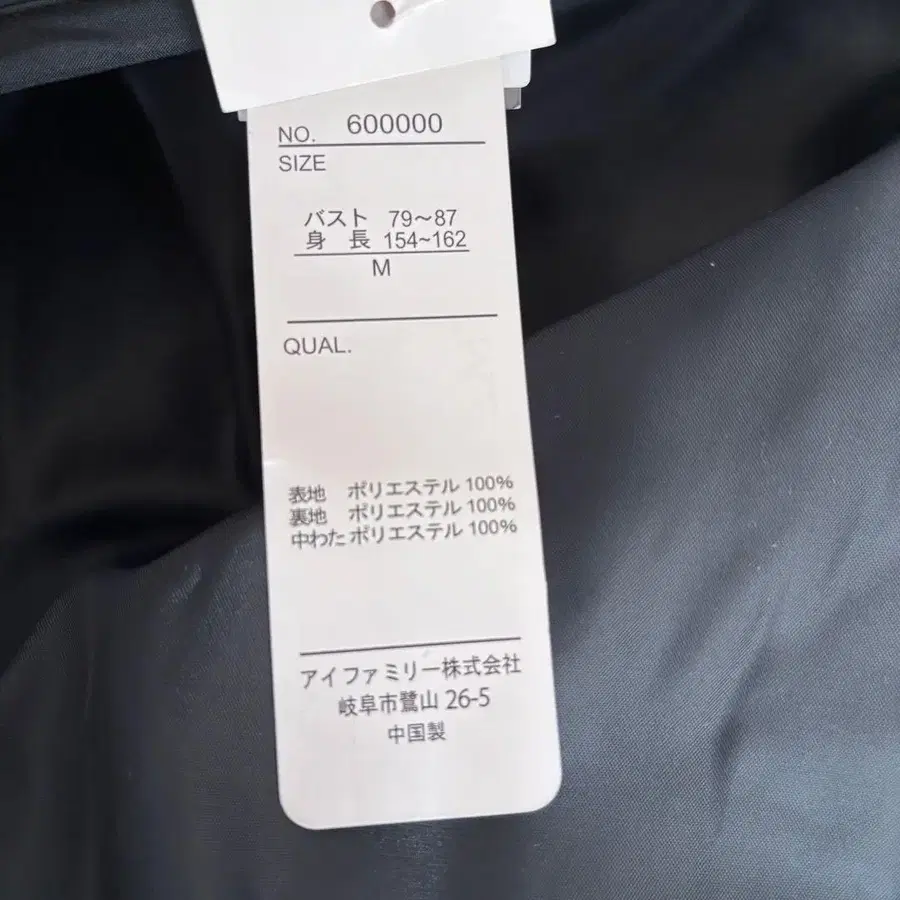 NO. 600000
SIZE
バスト 79〜87
身 長 154~162
M
QUAL.
表地 ポリエステル 100%
裏地 ポリエステル 100%
中わた ポリエステル 100%
アイファミリー株式会社
岐阜市鷺山 26-5
中国製